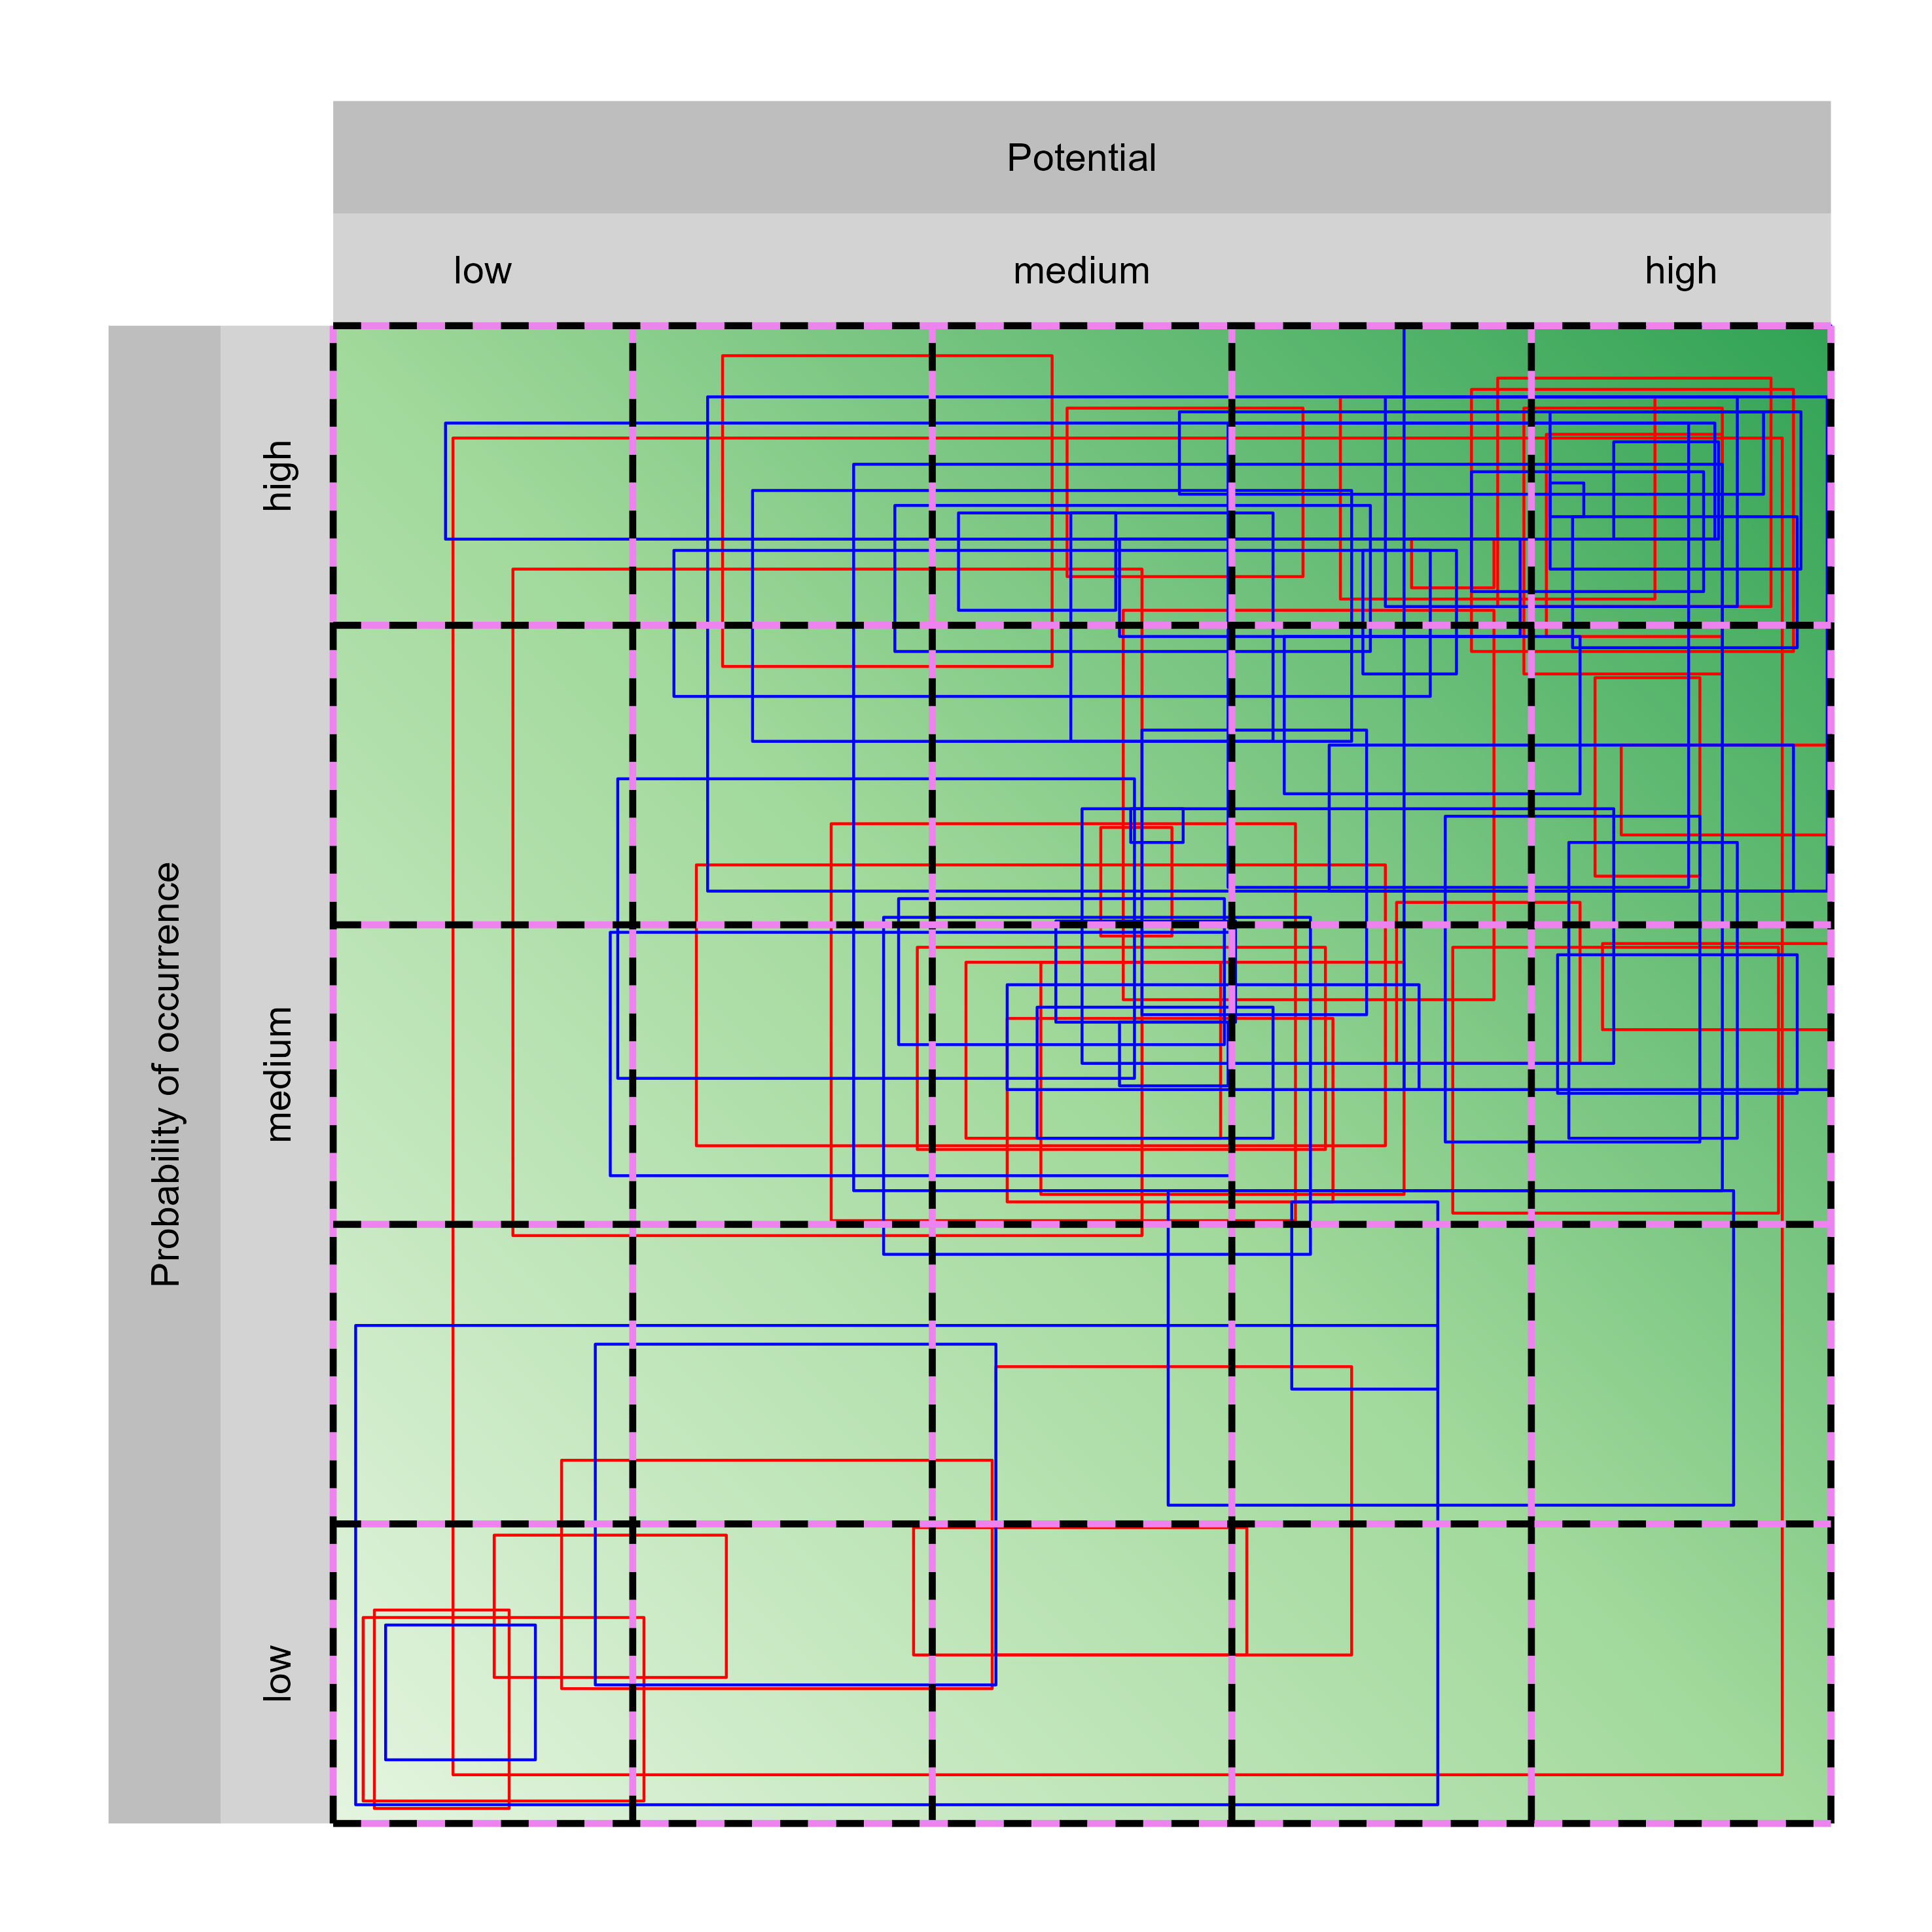 Potential
low medium high
Probability of occurrence
high
medium
low